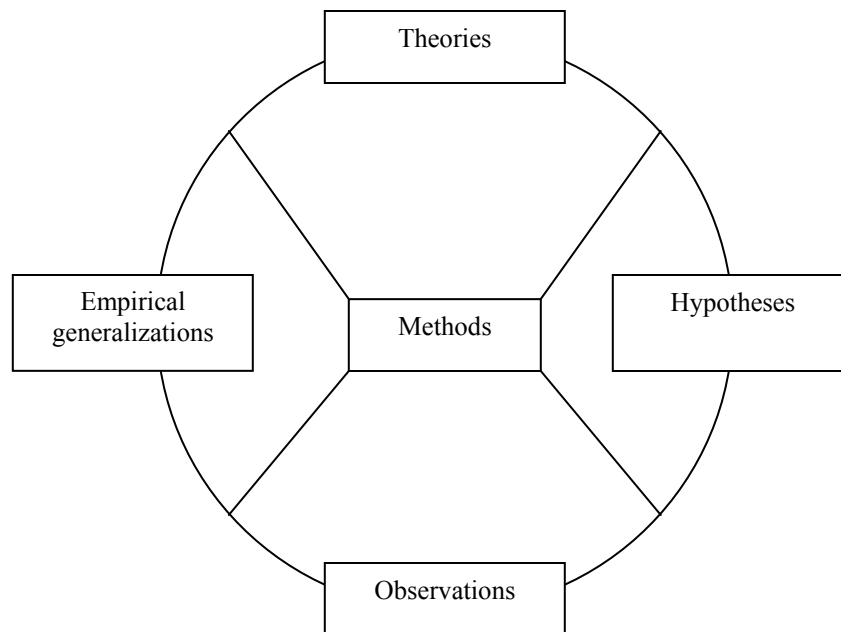 Theories
Empirical
generalizations
Methods
Hypotheses
Observations